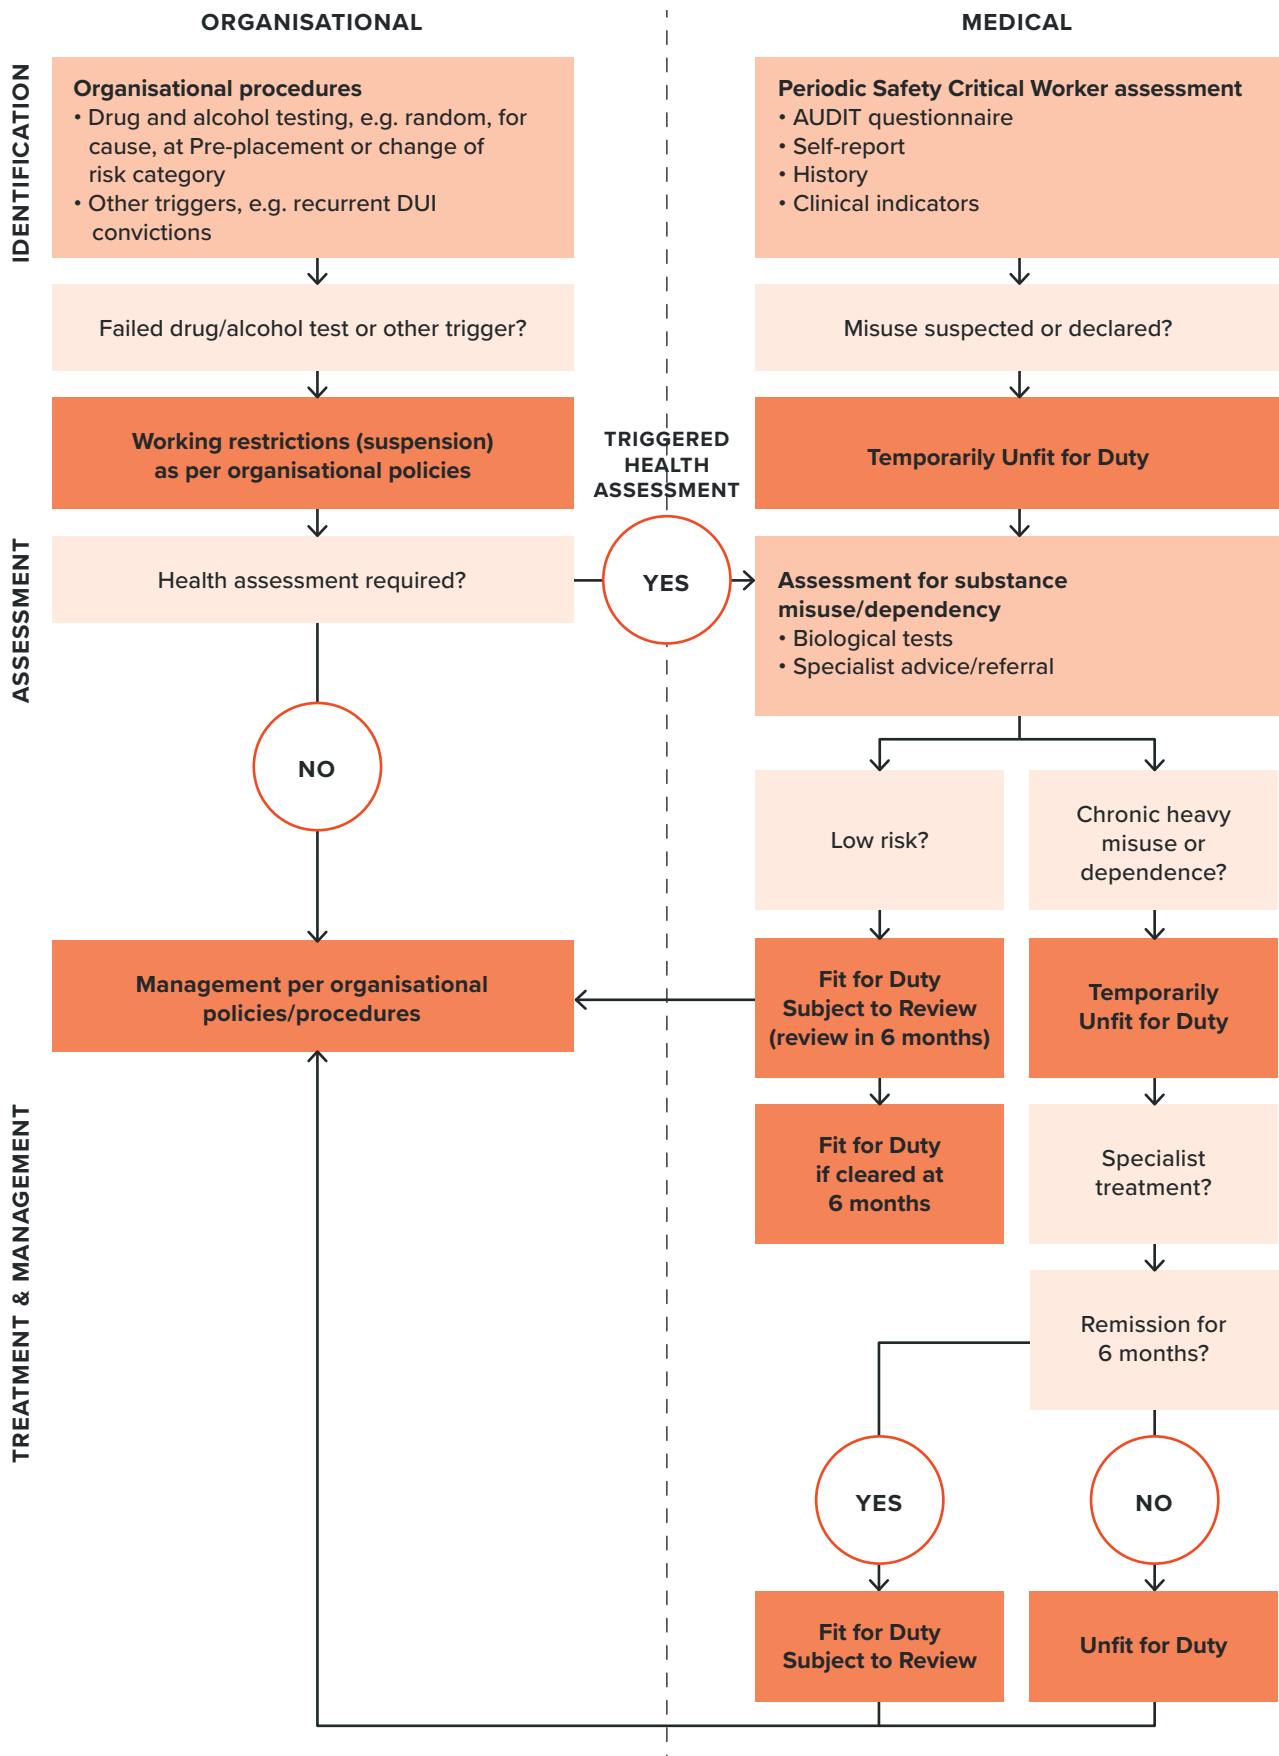 ORGANISATIONAL
MEDICAL
IDENTIFICATION
Organisational procedures
• Drug and alcohol testing, e.g. random, for
cause, at Pre-placement or change of
risk category
• Other triggers, e.g. recurrent DUI
convictions
Periodic Safety Critical Worker assessment
• AUDIT questionnaire
• Self-report
• History
• Clinical indicators
Failed drug/alcohol test or other trigger?
Misuse suspected or declared?
Working restrictions (suspension)
as per organisational policies
TRIGGERED
HEALTH
ASSESSMENT
Temporarily Unfit for Duty
ASSESSMENT
Health assessment required?
YES
Assessment for substance
misuse/dependency
• Biological tests
• Specialist advice/referral
NO
Low risk?
Chronic heavy
misuse or
dependence?
Management per organisational
policies/procedures
Fit for Duty
Subject to Review
(review in 6 months)
Temporarily
Unfit for Duty
TREATMENT & MANAGEMENT
Fit for Duty
if cleared at
6 months
Specialist
treatment?
Remission for
6 months?
YES
NO
Fit for Duty
Subject to Review
Unfit for Duty